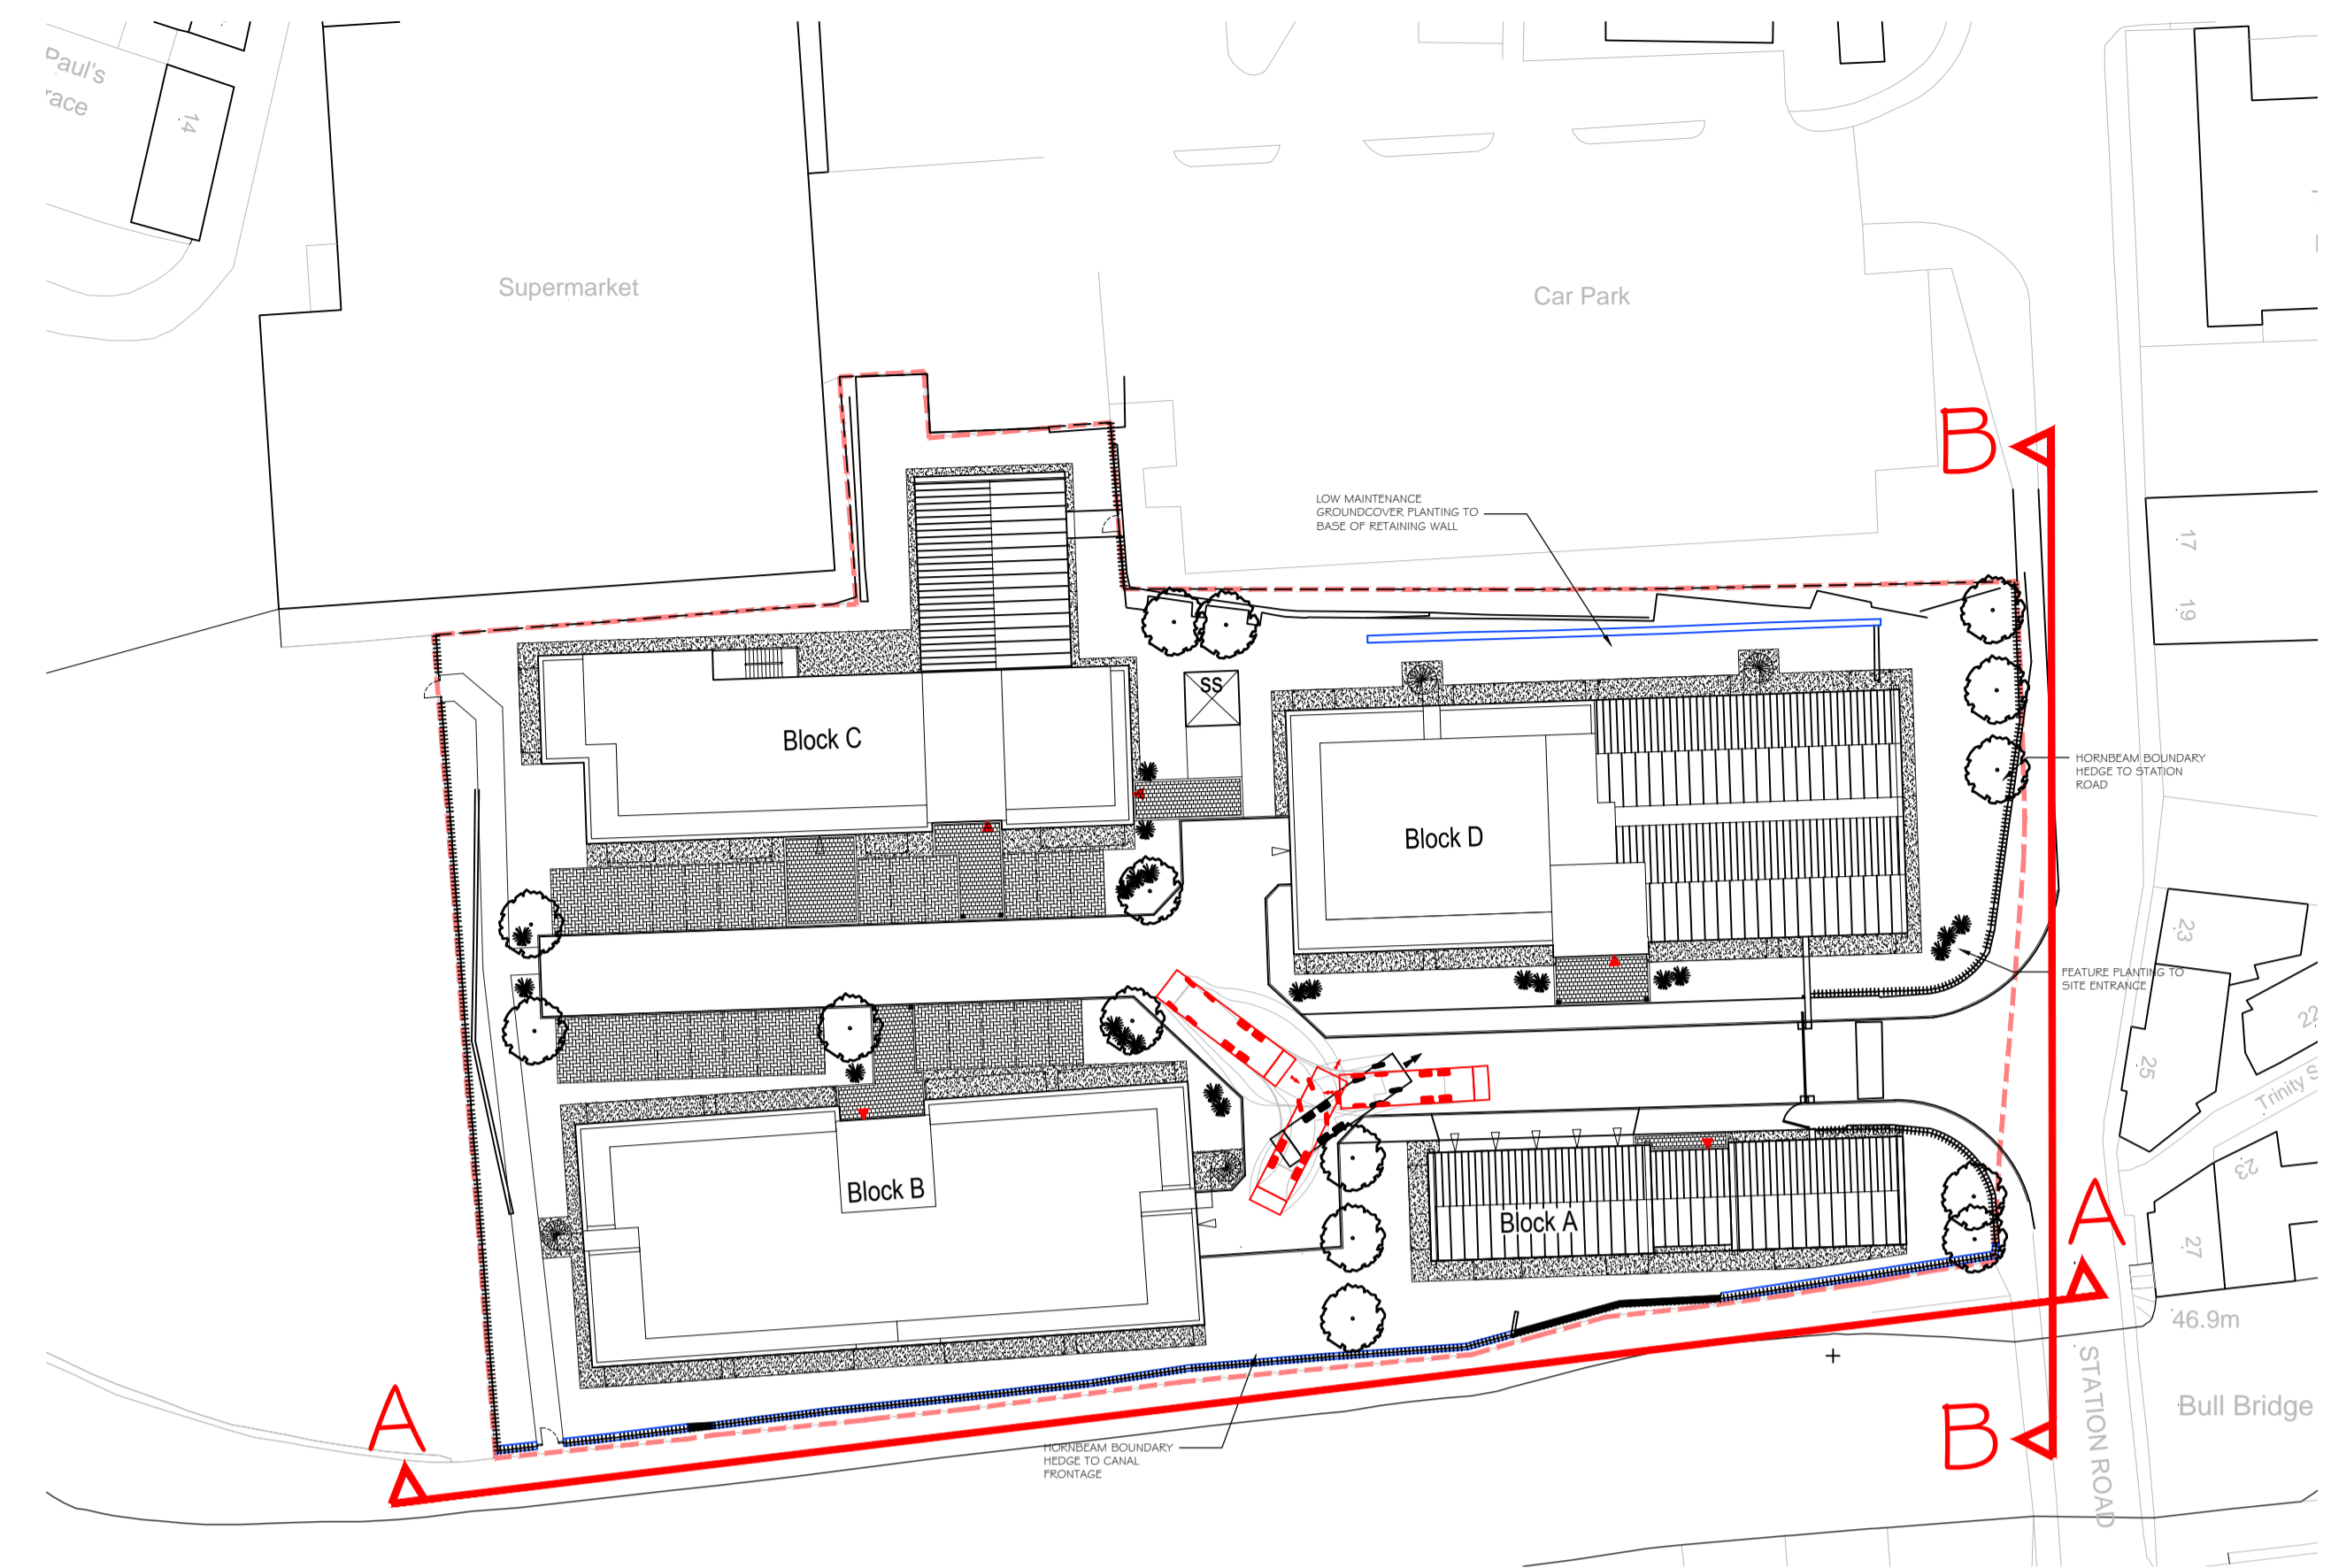 Paul's
14
Supermarket
Car Park
B
LOW MAINTENANCE
GROUNDCOVER PLANTING TO
BASE OF RETAINING WALL
17
19
SS
Block C
HORNBEAM BOUNDARY
HEDGE TO STATION
ROAD
Block D
23
FEATURE PLANTING TO
SITE ENTRANCE
22
25
Trinity S
23
Block B
Block A
A
27
46.9m
STATION ROAD
Bull Bridge
A
B
HORNBEAM BOUNDARY
HEDGE TO CANAL
FRONTAGE